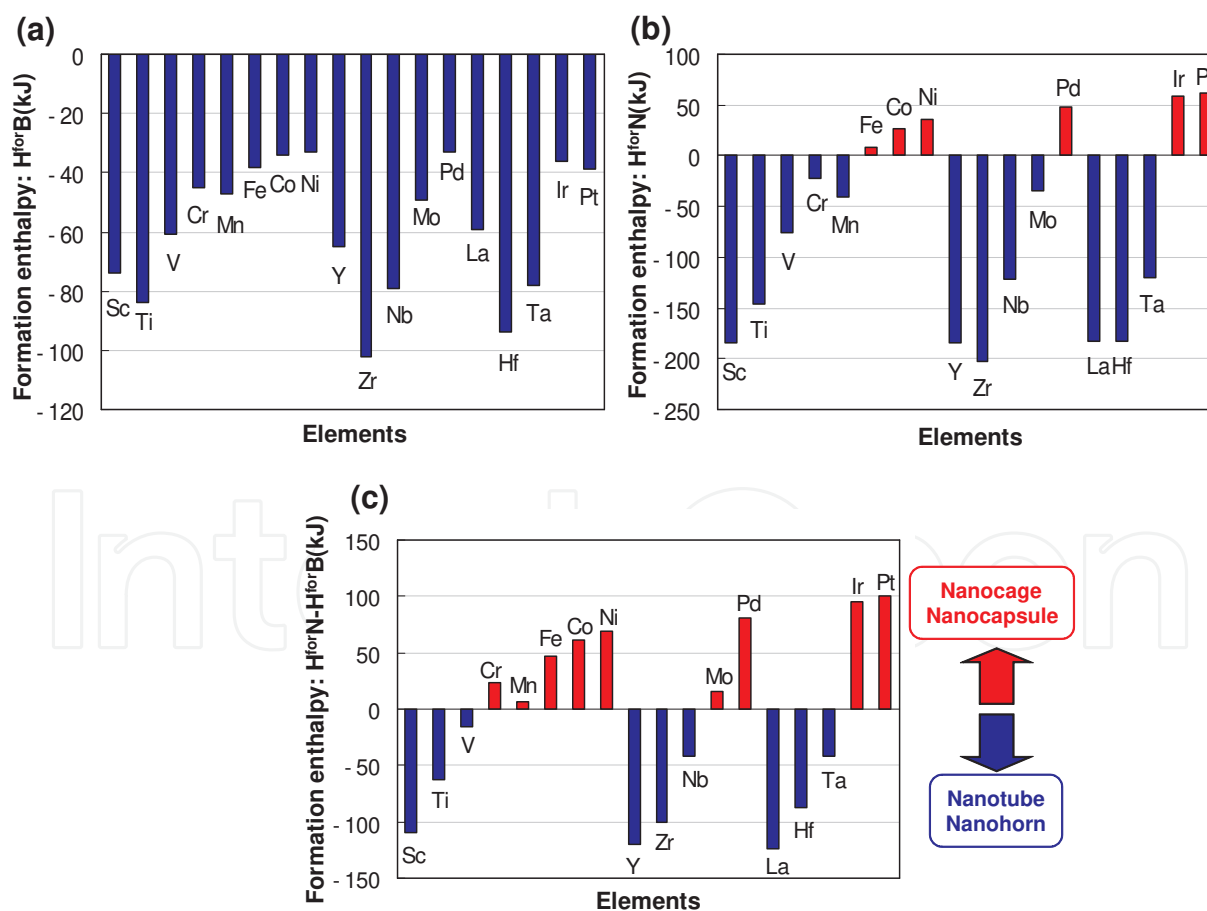 (a)
Formation enthalpy: HforB(kJ)
0
- 20
- 40
- 60
- 80
- 100
- 120
Sc
Ti
V
Cr
Mn
Fe
Co
Ni
Y
Zr
Nb
Mo
Pd
La
Hf
Ta
Ir
Pt
Elements
(b)
Formation enthalpy: HforN(kJ)
100
50
0
- 50
- 100
- 150
- 200
- 250
Sc
Ti
V
Cr
Mn
Fe
Co
Ni
Y
Zr
Nb
Mo
Pd
La
Hf
Ta
Ir
P
Elements
(c)
Formation enthalpy: HforN-HforB(kJ)
150
100
50
0
- 50
- 100
- 150
Sc
Ti
V
Cr
Mn
Fe
Co
Ni
Y
Zr
Nb
Mo
Pd
La
Hf
Ta
Ir
Pt
Elements
Nanocage
Nanocapsule
Nanotube
Nanohorn